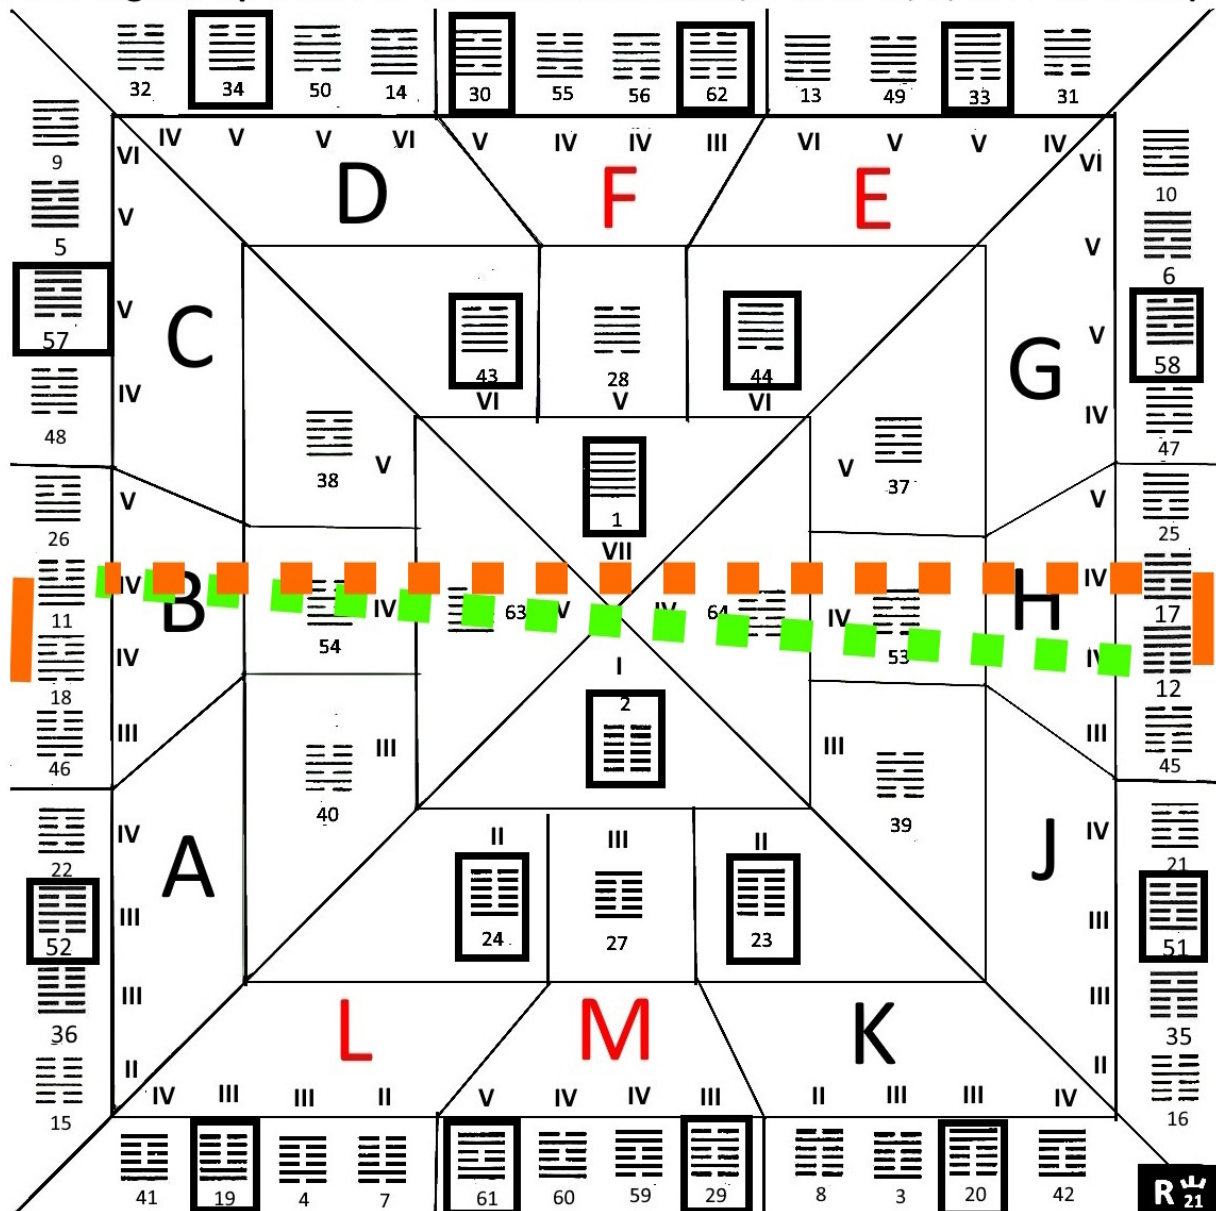 32 34 50 14 30 55 56 62 13 49 33 31
IV V V VI V IV IV III VI V V IV
9 VI VI 10
D F E
5 V V 6
57 V V 58
C G
43 28 44
VI V VI
48 IV IV 47
38 V V 37
1
26 V V 25
VII
11 IV IV 17
B H
54 IV 63 V IV 64 IV 53
18 IV IV 12
I
2
46 III III 45
40 III III 39
22 IV IV 21
II III II
A J
52 III III 51
24 27 23
36 III III 35
L M K
15 II II 16
IV III III II V IV IV III II III III IV
41 19 4 7 61 60 59 29 8 3 20 42
R 21